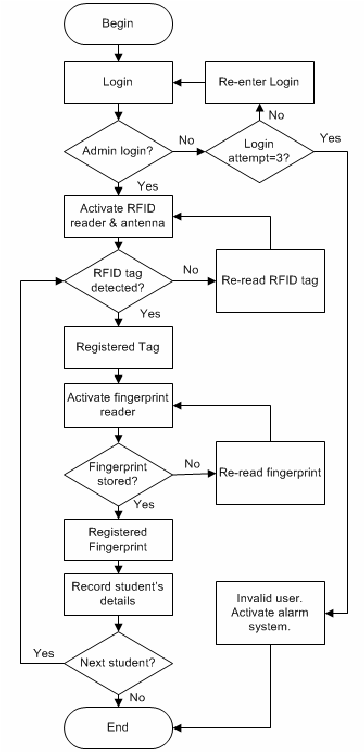 Begin
Login
Re-enter Login
Admin login?
No
Login
attempt=3?
No
Yes
Yes
Activate RFID
reader & antenna
RFID tag
detected?
No
Re-read RFID tag
Yes
Registered Tag
Activate fingerprint
reader
Fingerprint
stored?
No
Re-read fingerprint
Yes
Registered
Fingerprint
Record student's
details
Invalid user.
Activate alarm
system.
Next student?
Yes
No
End